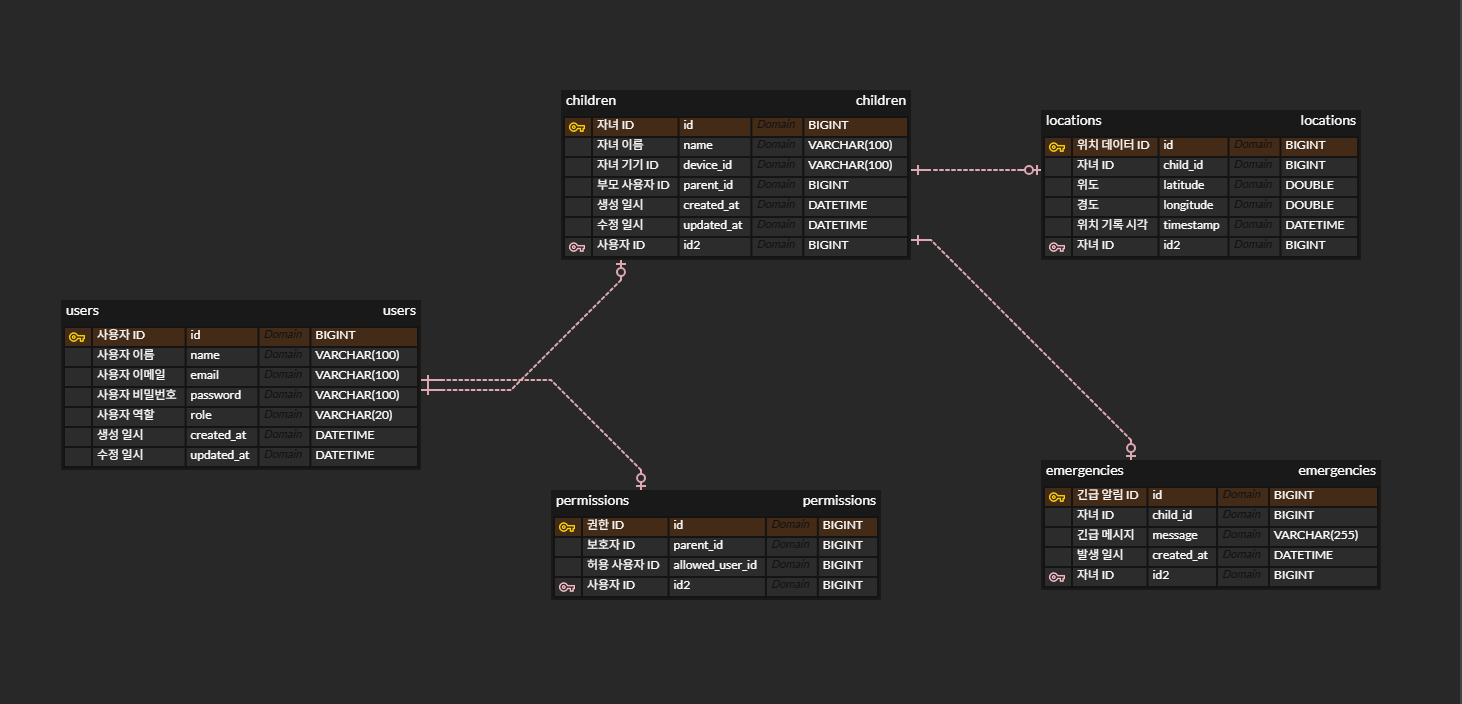 children children
자녀 ID id Domain BIGINT
자녀 이름 name Domain VARCHAR(100)
자녀 기기 ID device_id Domain VARCHAR(100)
부모 사용자 ID parent_id Domain BIGINT
생성 일시 created_at Domain DATETIME
수정 일시 updated_at Domain DATETIME
사용자 ID id2 Domain BIGINT
locations locations
위치 데이터 ID id Domain BIGINT
자녀 ID child_id Domain BIGINT
위도 latitude Domain DOUBLE
경도 longitude Domain DOUBLE
위치 기록 시각 timestamp Domain DATETIME
자녀 ID id2 Domain BIGINT
users users
사용자 ID id Domain BIGINT
사용자 이름 name Domain VARCHAR(100)
사용자 이메일 email Domain VARCHAR(100)
사용자 비밀번호 password Domain VARCHAR(100)
사용자 역할 role Domain VARCHAR(20)
생성 일시 created_at Domain DATETIME
수정 일시 updated_at Domain DATETIME
permissions permissions
권한 ID id Domain BIGINT
보호자 ID parent_id Domain BIGINT
허용 사용자 ID allowed_user_id Domain BIGINT
사용자 ID id2 Domain BIGINT
emergencies emergencies
긴급 알림 ID id Domain BIGINT
자녀 ID child_id Domain BIGINT
긴급 메시지 message Domain VARCHAR(255)
발생 일시 created_at Domain DATETIME
자녀 ID id2 Domain BIGINT